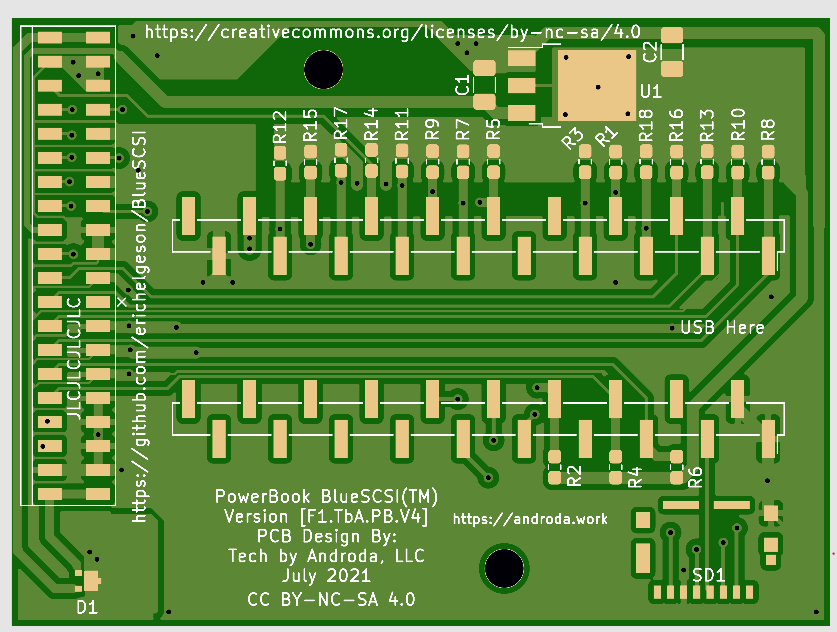 https://creativecommons.org/licenses/by-nc-sa/4.0
C1
C2
U1
R12
R15
R17
R14
R11
R9
R7
R5
R3
R1
R18
R16
R13
R10
R8
https://github.com/erichelgeson/BlueSCSI
JLCJLCJLCJLC
USB Here
R2
R4
R6
PowerBook BlueSCSI(TM)
Version [F1.TbA.PB.V4]
PCB Design By:
Tech by Androda, LLC
July 2021
CC BY-NC-SA 4.0
https://androda.work
SD1
D1